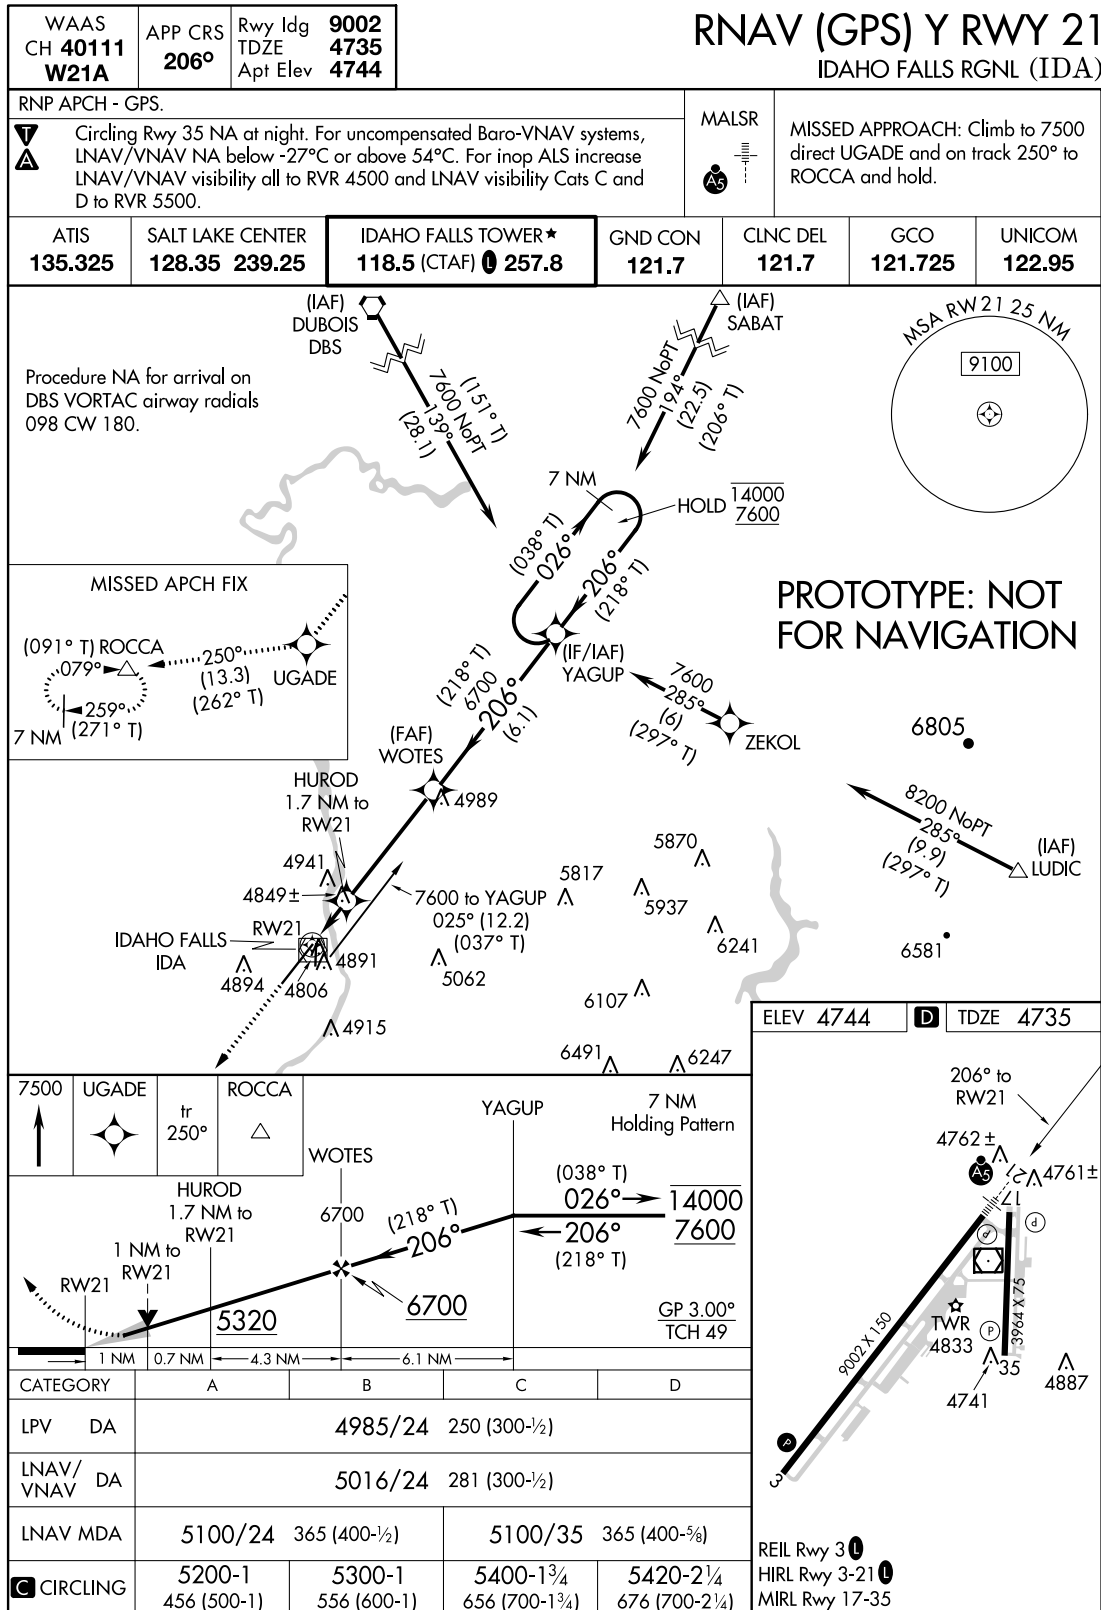 WAAS
CH 40111
W21A
APP CRS
206°
Rwy ldg 9002
TDZE 4735
Apt Elev 4744
RNAV (GPS) Y RWY 21
IDAHO FALLS RGNL (IDA)
RNP APCH - GPS.
T
A
Circling Rwy 35 NA at night. For uncompensated Baro-VNAV systems,
LNAV/VNAV NA below -27°C or above 54°C. For inop ALS increase
LNAV/VNAV visibility all to RVR 4500 and LNAV visibility Cats C and
D to RVR 5500.
MALSR
A5
MISSED APPROACH: Climb to 7500
direct UGADE and on track 250° to
ROCCA and hold.
ATIS
135.325
SALT LAKE CENTER
128.35 239.25
IDAHO FALLS TOWER★
118.5 (CTAF) L 257.8
GND CON
121.7
CLNC DEL
121.7
GCO
121.725
UNICOM
122.95
(IAF)
DUBOIS
DBS
(IAF)
SABAT
MSA RW21 25 NM
9100
Procedure NA for arrival on
DBS VORTAC airway radials
098 CW 180.
7600 NoPT
139°
(28.1)
(151° T)
7600 NoPT
194°
(22.5)
(206° T)
7 NM
HOLD
14000
7600
(038° T)
026°
206°
(218° T)
(IF/IAF)
YAGUP
PROTOTYPE: NOT
FOR NAVIGATION
MISSED APCH FIX
(091° T)
079°
ROCCA
250°
(13.3)
(262° T)
UGADE
259°
(271° T)
7 NM
(218° T)
6700
206°
(6.1)
7600
285°
(6)
(297° T)
ZEKOL
6805
(FAF)
WOTES
4989
8200 NoPT
285°
(9.9)
(297° T)
(IAF)
LUDIC
HUROD
1.7 NM to
RW21
4941
4849±
5870
5817
5937
7600 to YAGUP
025° (12.2)
(037° T)
6241
6581
RW21
IDAHO FALLS
IDA
4891
4894
4806
5062
6107
4915
6491
6247
ELEV 4744
D
TDZE 4735
206° to
RW21
4762±
A5
21
4761±
17
P
P
9002 X 150
3964 X 75
TWR
4833
P
35
4741
4887
P
3
REIL Rwy 3 L
HIRL Rwy 3-21 L
MIRL Rwy 17-35
7500
UGADE
tr
250°
ROCCA
YAGUP
7 NM
Holding Pattern
WOTES
(038° T)
026°
14000
HUROD
1.7 NM to
RW21
6700
(218° T)
206°
206°
7600
(218° T)
1 NM to
RW21
RW21
5320
6700
GP 3.00°
TCH 49
1 NM
0.7 NM
4.3 NM
6.1 NM
CATEGORY A B C D
LPV DA 4985/24 250 (300-½)
LNAV/
VNAV DA 5016/24 281 (300-½)
LNAV MDA 5100/24 365 (400-½) 5100/35 365 (400-⅝)
C CIRCLING 5200-1 5300-1 5400-1¾ 5420-2¼
456 (500-1) 556 (600-1) 656 (700-1¾) 676 (700-2¼)